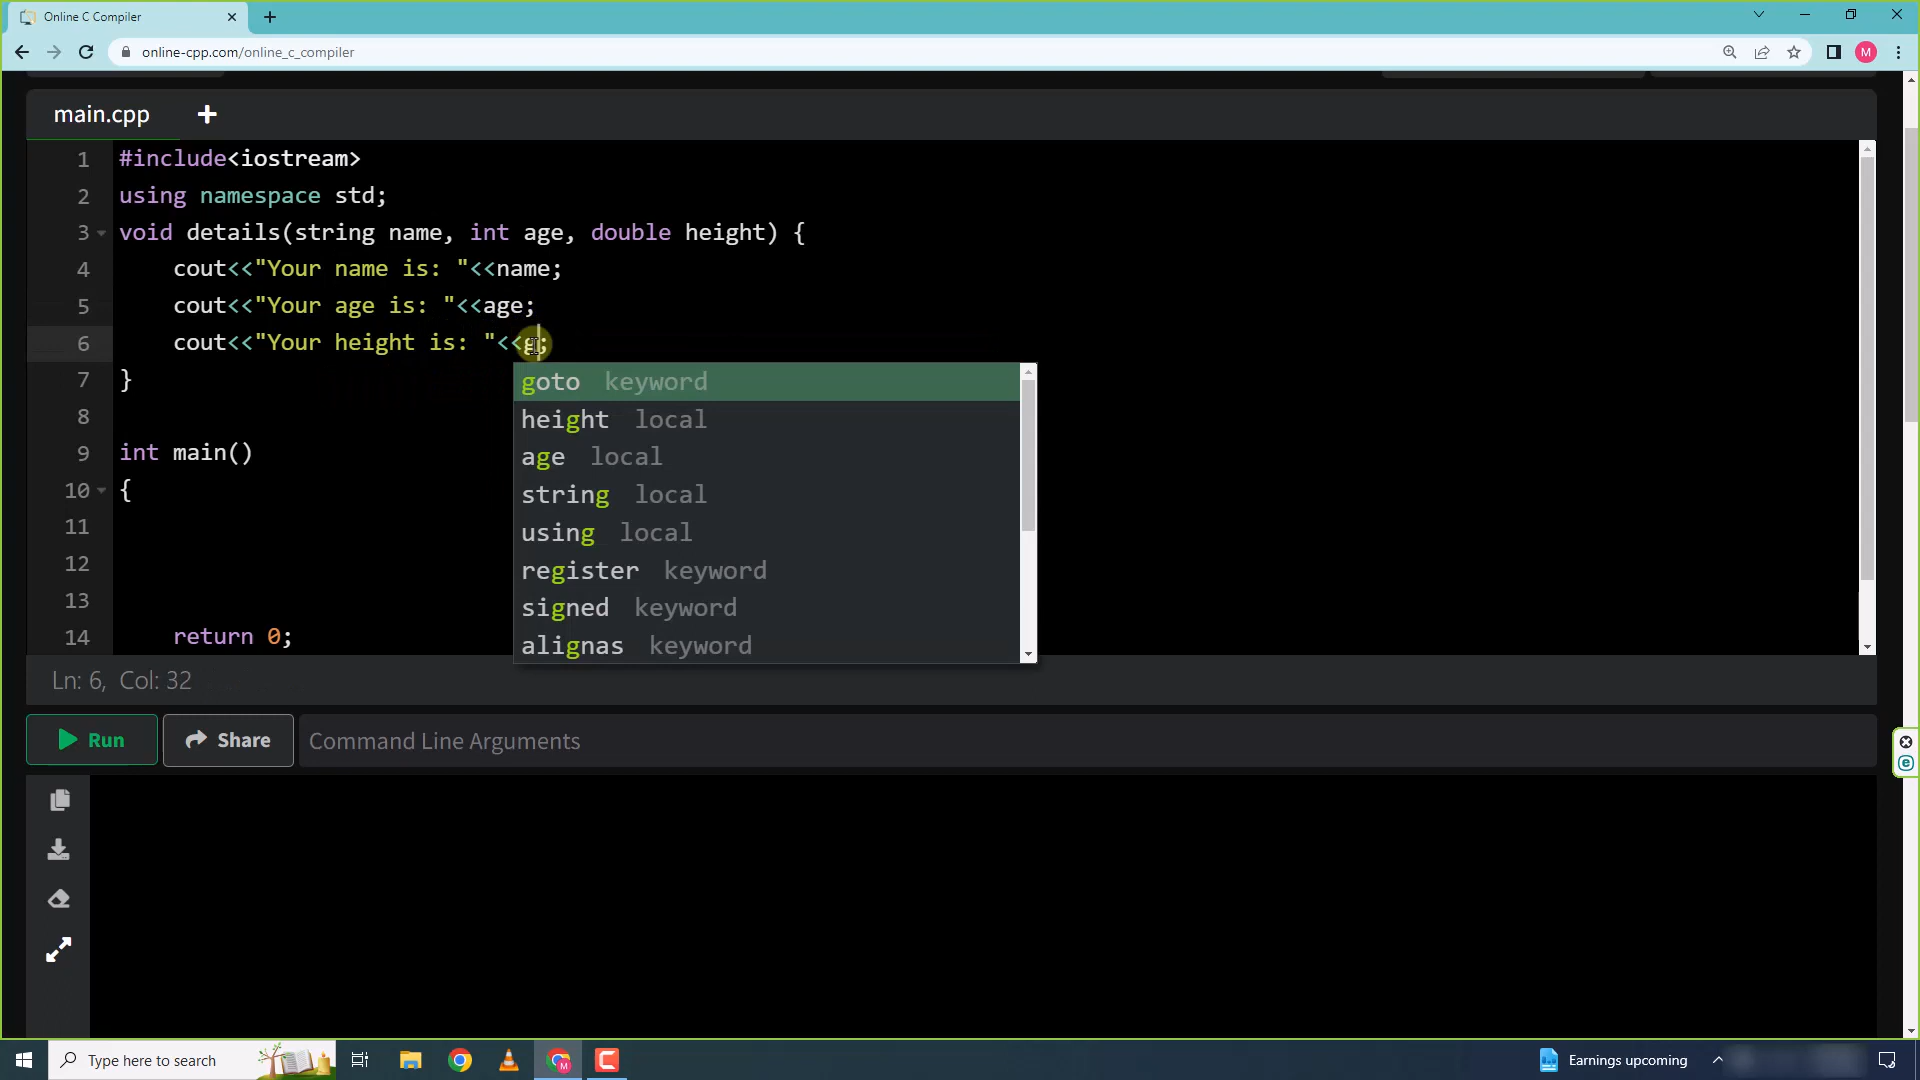 Online C Compiler
online-cpp.com/online_c_compiler
M
main.cpp
1 #include<iostream>
2 using namespace std;
3 void details(string name, int age, double height) {
4 cout<<"Your name is: "<<name;
5 cout<<"Your age is: "<<age;
6 cout<<"Your height is: "<<g;
goto keyword
7 }
height local
8
age local
9 int main()
string local
10 {
using local
11
register keyword
12
signed keyword
13
alignas keyword
14 return 0;
Ln: 6, Col: 32
Run Share Command Line Arguments
Type here to search
Earnings upcoming